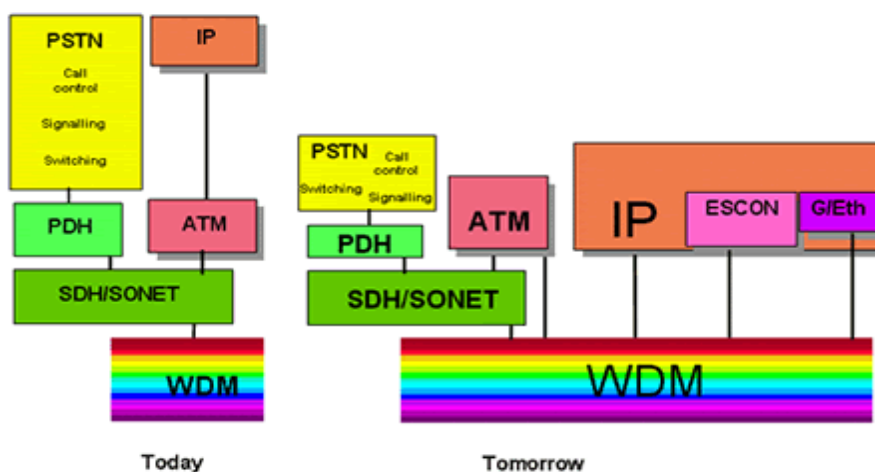 PSTN
Call
control
Signalling
Switching
IP
PDH
ATM
SDH/SONET
WDM
Today
PSTN
Call
control
Switching
Signalling
PDH
ATM
SDH/SONET
IP
ESCON
G/Eth
WDM
Tomorrow